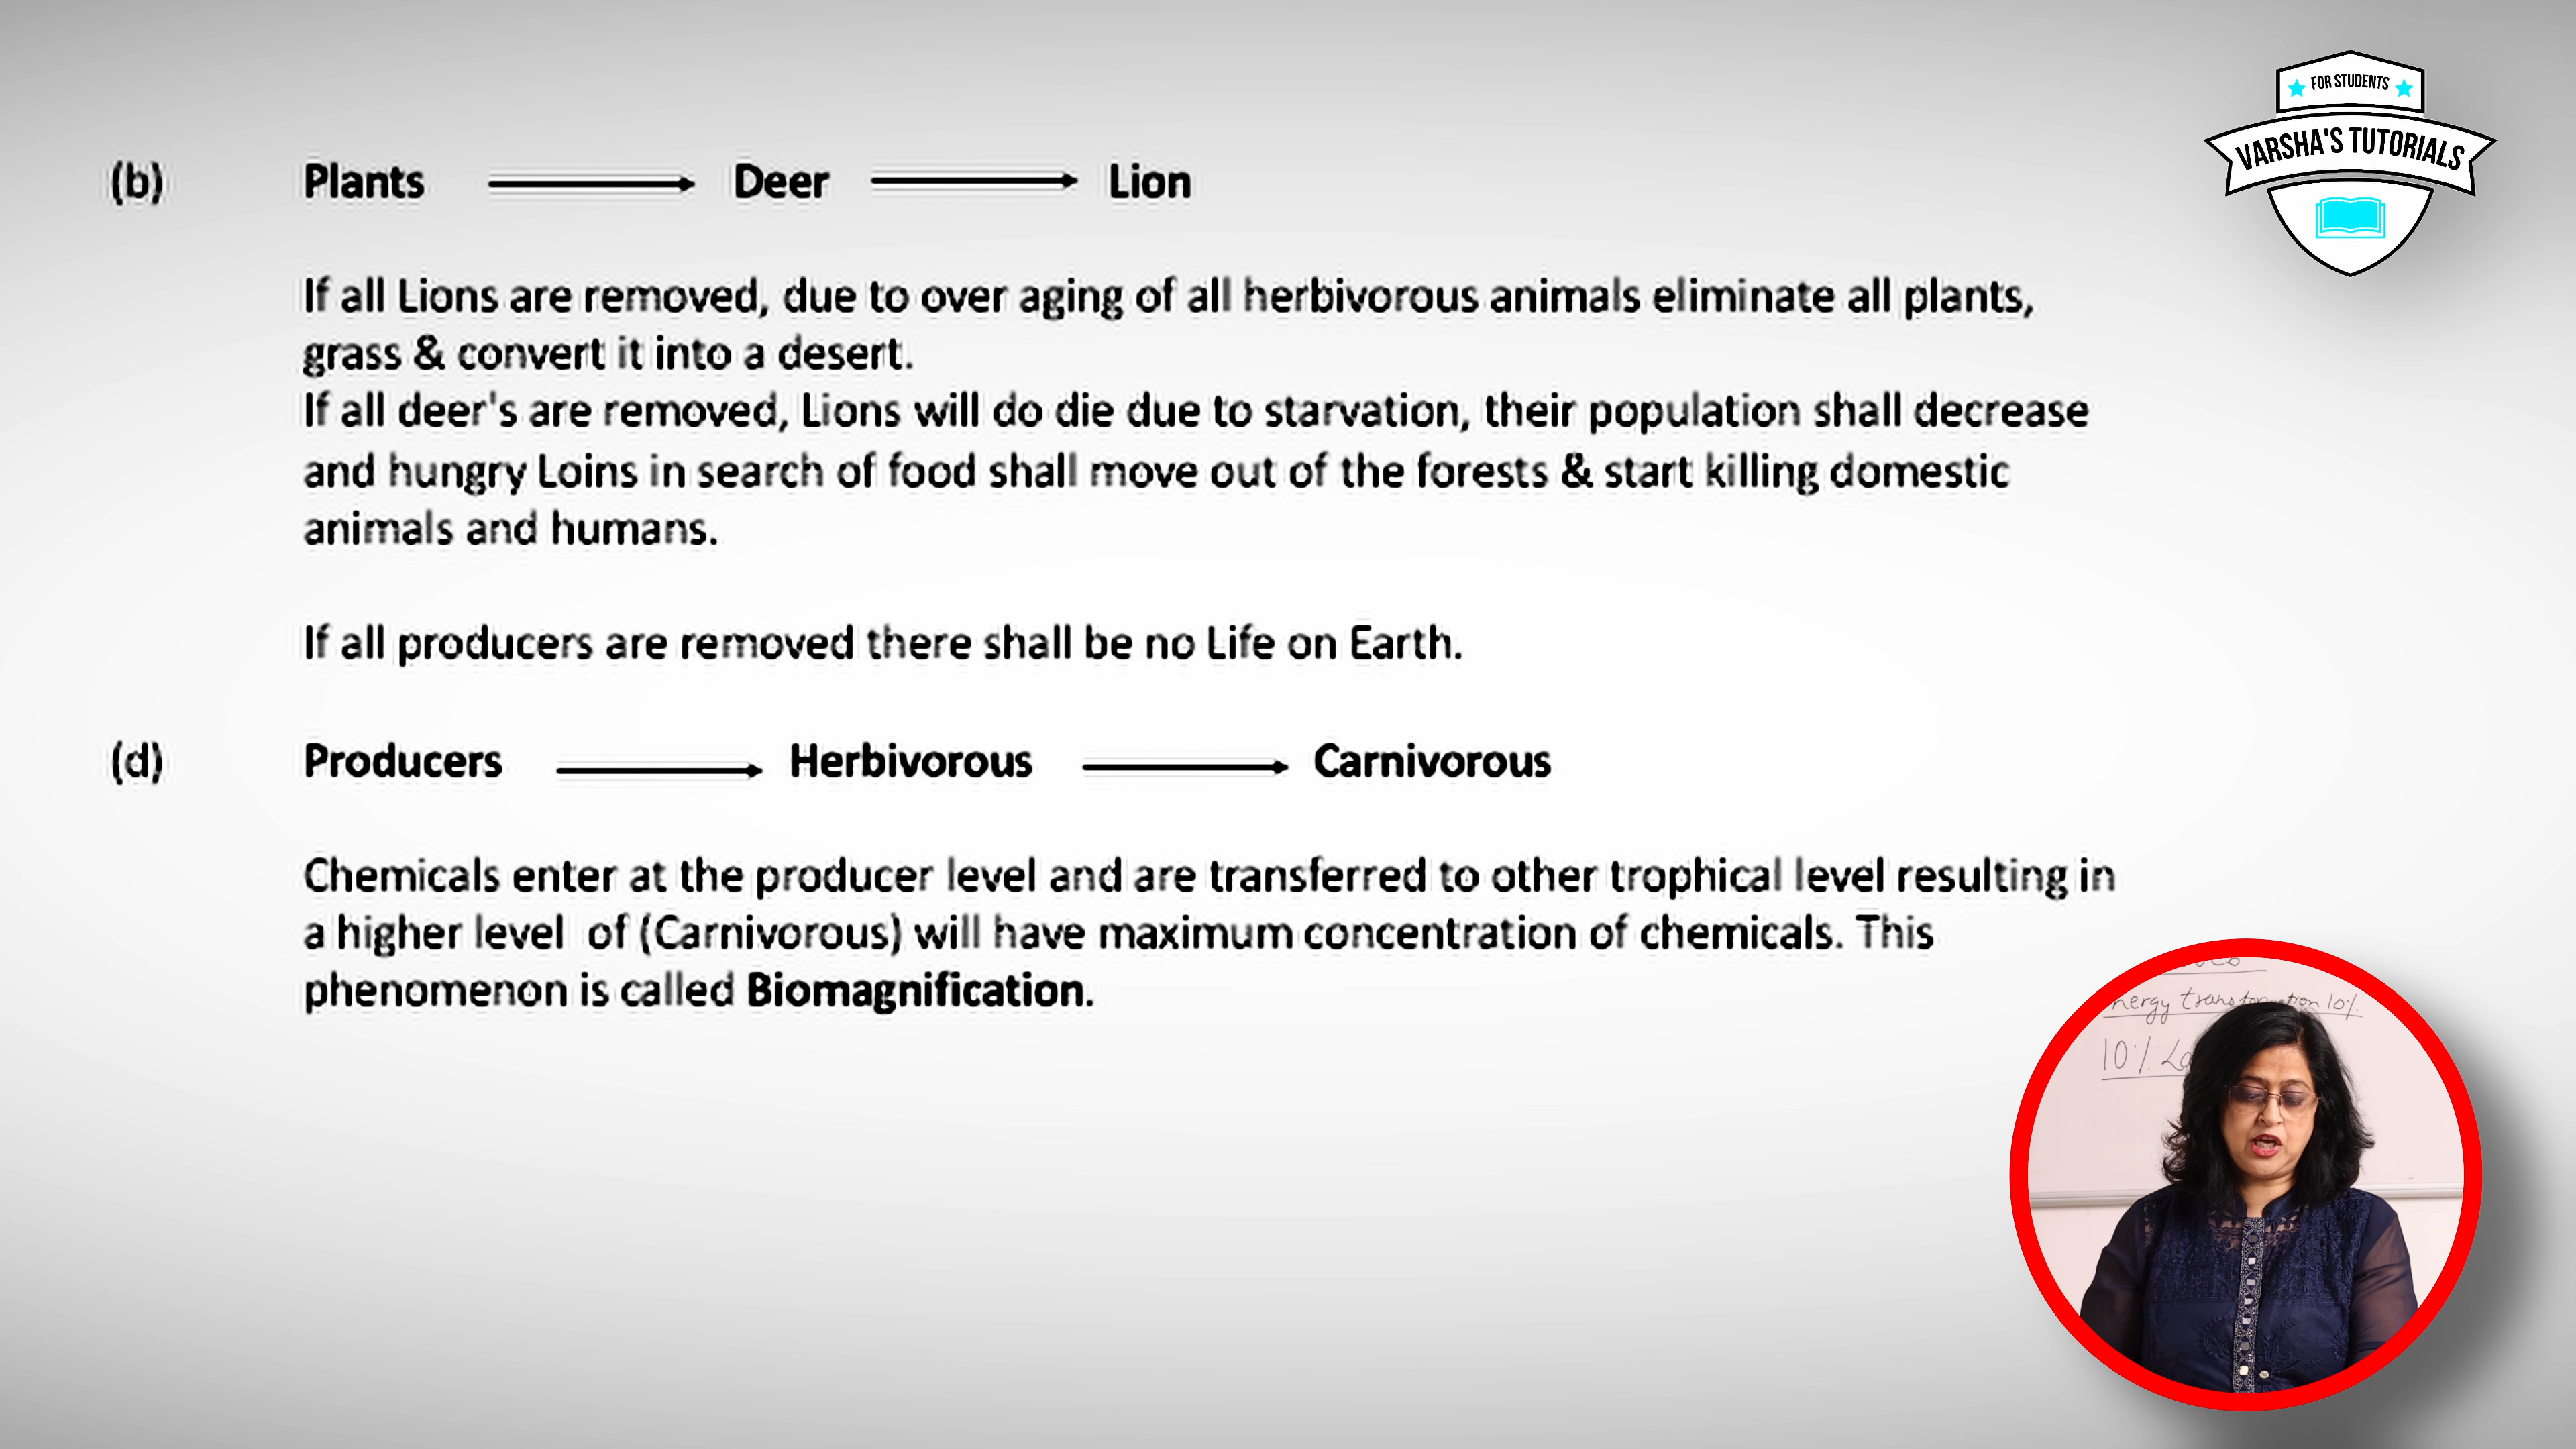 FOR STUDENTS
VARSHA'S TUTORIALS
(b) Plants Deer Lion
If all Lions are removed, due to over aging of all herbivorous animals eliminate all plants,
grass & convert it into a desert.
If all deer's are removed, Lions will do die due to starvation, their population shall decrease
and hungry Loins in search of food shall move out of the forests & start killing domestic
animals and humans.
If all producers are removed there shall be no Life on Earth.
(d) Producers Herbivorous Carnivorous
Chemicals enter at the producer level and are transferred to other trophical level resulting in
a higher level of (Carnivorous) will have maximum concentration of chemicals. This
phenomenon is called Biomagnification.
10%
10%